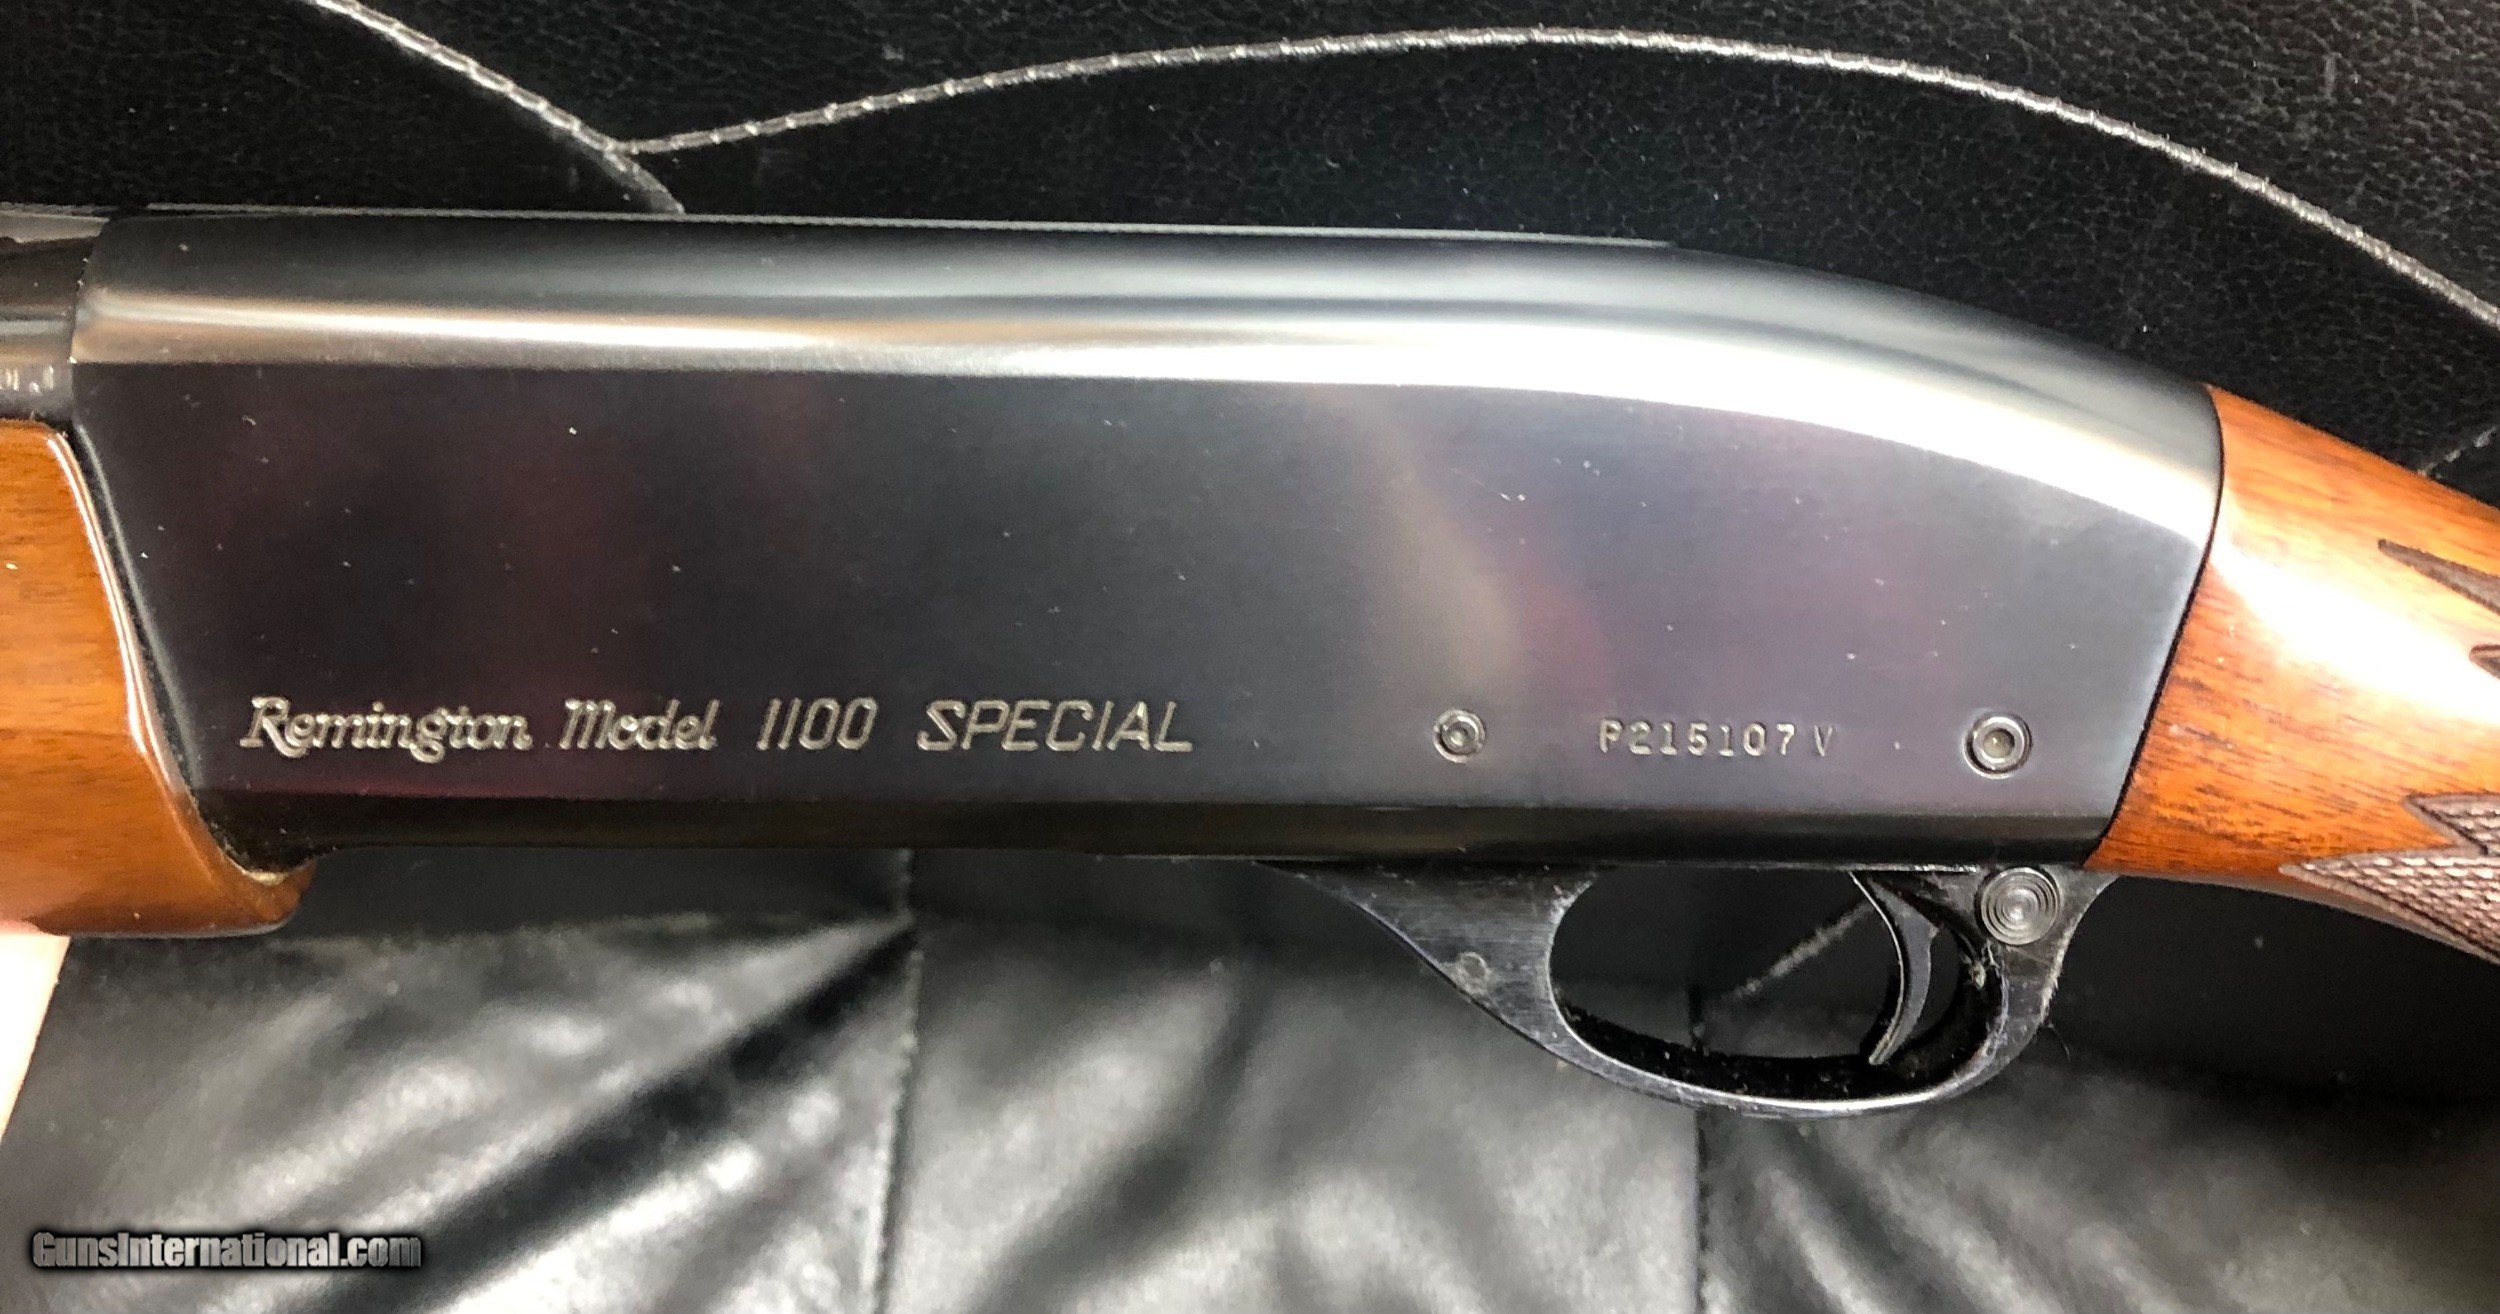 Remington Model 1100 SPECIAL
P215107V
GunsInternational.com